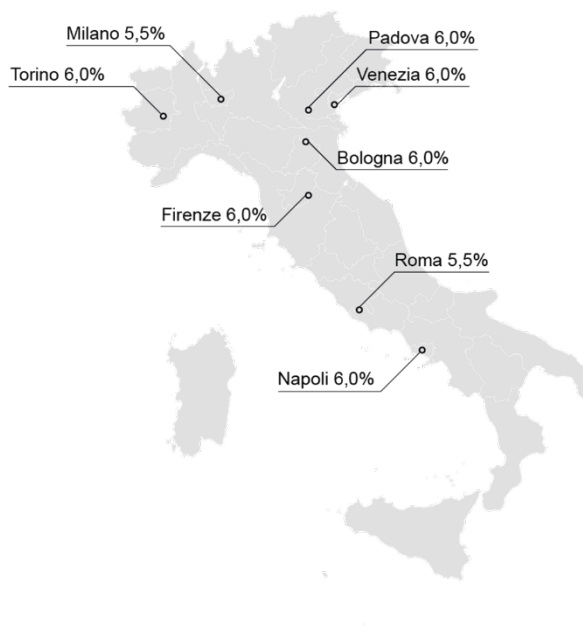 Milano 5,5%
Padova 6,0%
Torino 6,0%
Venezia 6,0%
Bologna 6,0%
Firenze 6,0%
Roma 5,5%
Napoli 6,0%